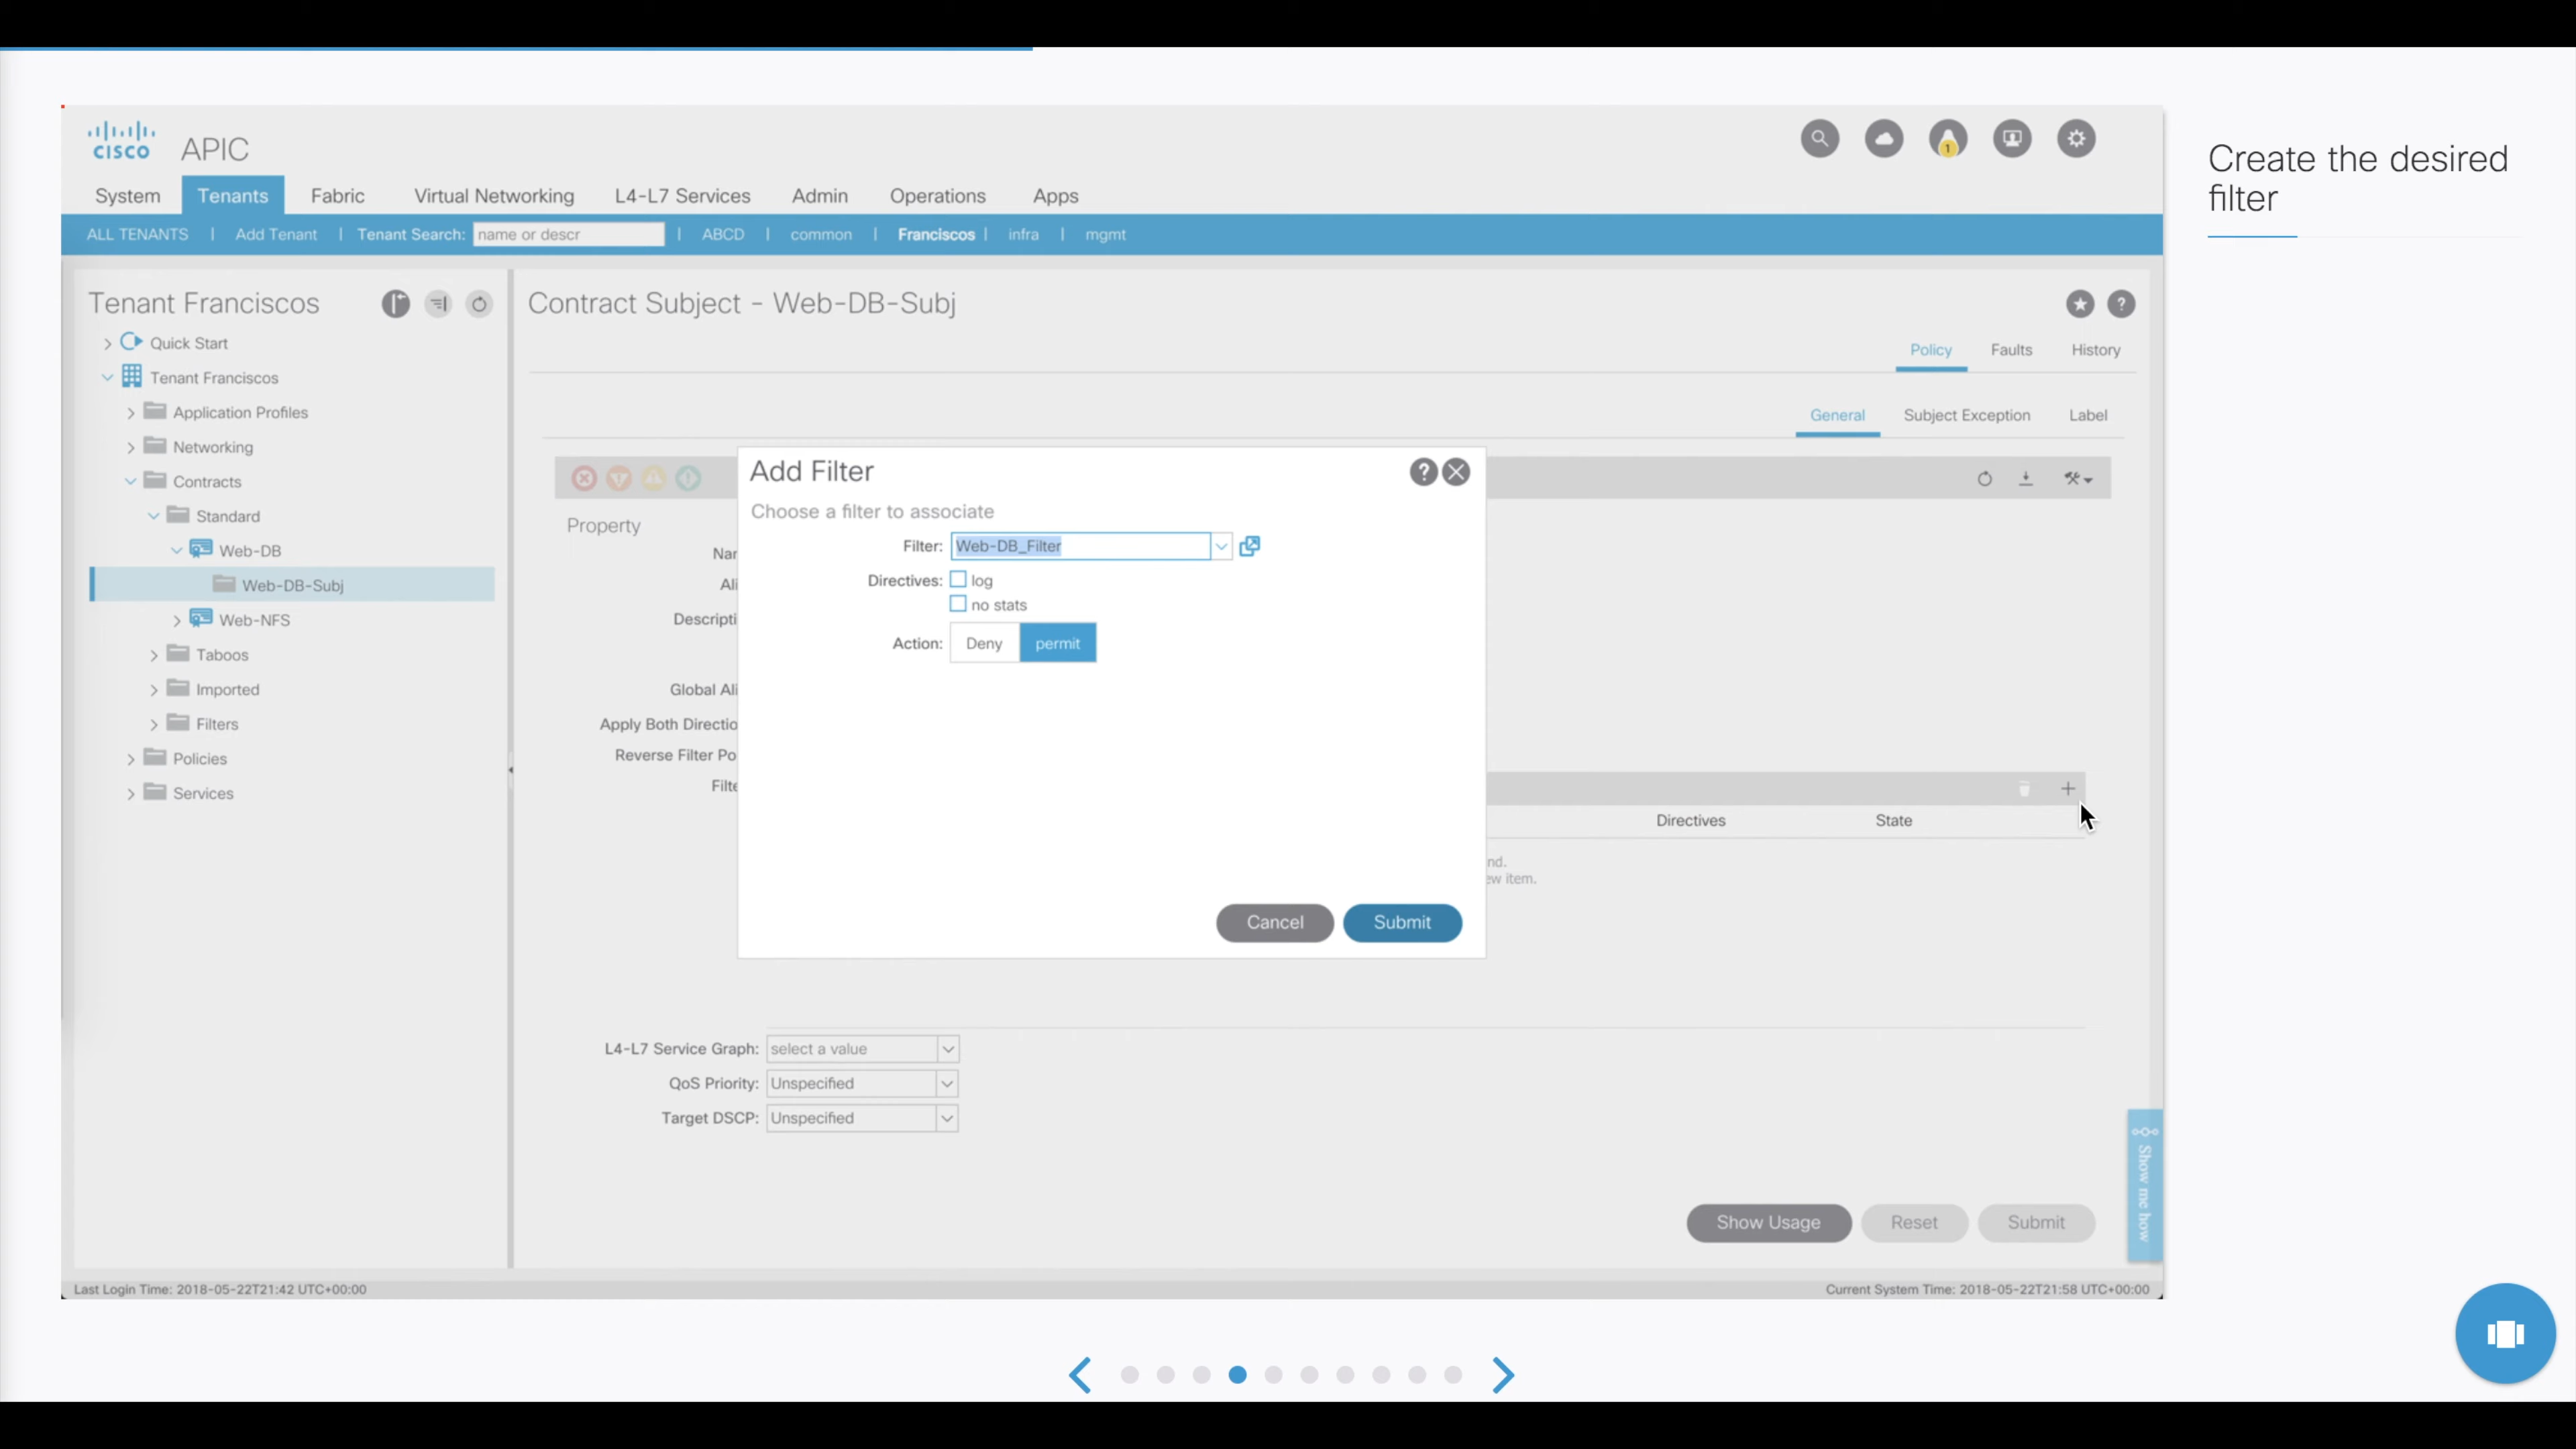 CISCO
APIC
1
System
Tenants
Fabric
Virtual Networking
L4-L7 Services
Admin
Operations
Apps
ALL TENANTS | Add Tenant | Tenant Search: name or descr | ABCD | common | Franciscos | infra | mgmt
Create the desired
filter
Tenant Franciscos
Quick Start
Tenant Franciscos
Application Profiles
Networking
Contracts
Standard
Web-DB
Web-DB-Subj
Web-NFS
Taboos
Imported
Filters
Policies
Services
Contract Subject - Web-DB-Subj
Policy
Faults
History
General
Subject Exception
Label
Property
Nar
Ali
Descripti
Global Ali
Apply Both Directio
Reverse Filter Po
Filte
Add Filter
Choose a filter to associate
Filter: Web-DB_Filter
Directives: log
no stats
Action: Deny permit
Cancel
Submit
Directives
State
nd.
ew item.
L4-L7 Service Graph: select a value
QoS Priority: Unspecified
Target DSCP: Unspecified
Show me how
Show Usage
Reset
Submit
Last Login Time: 2018-05-22T21:42 UTC+00:00
Current System Time: 2018-05-22T21:58 UTC+00:00